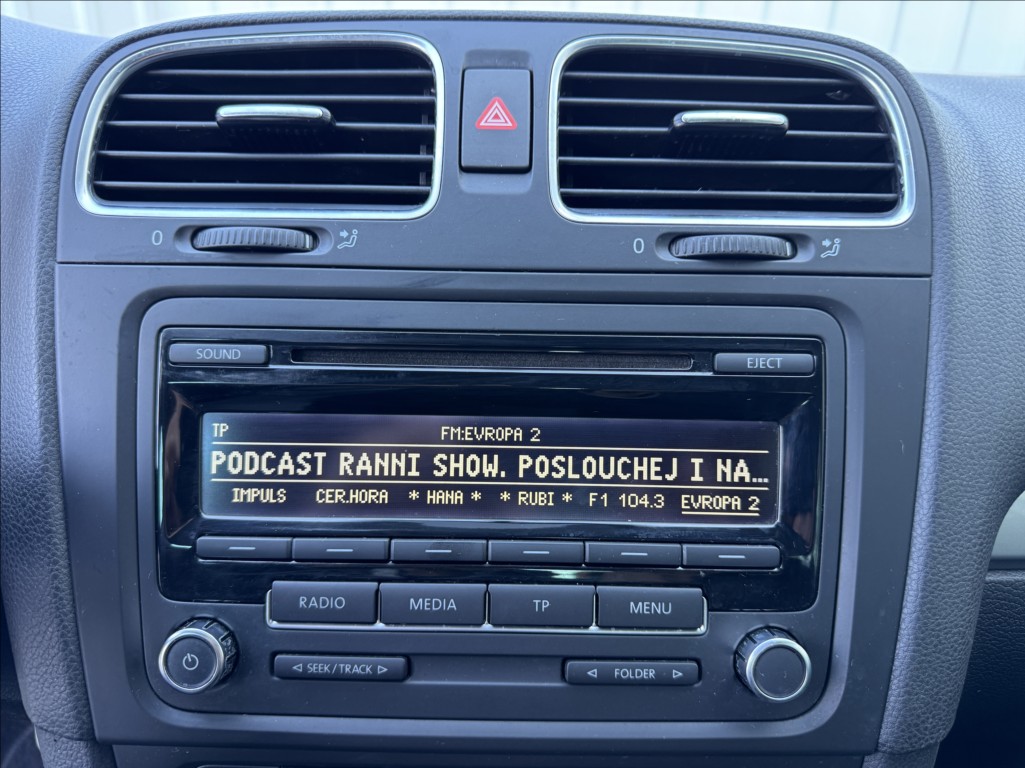 0 0
SOUND EJECT
TP FM:EVROPA 2
PODCAST RANNI SHOW. POSLOUCHEJ I NA…
IMPULS CER.HORA * HANA * * RUBI * F1 104.3 EVROPA 2
RADIO MEDIA TP MENU
SEEK/TRACK FOLDER